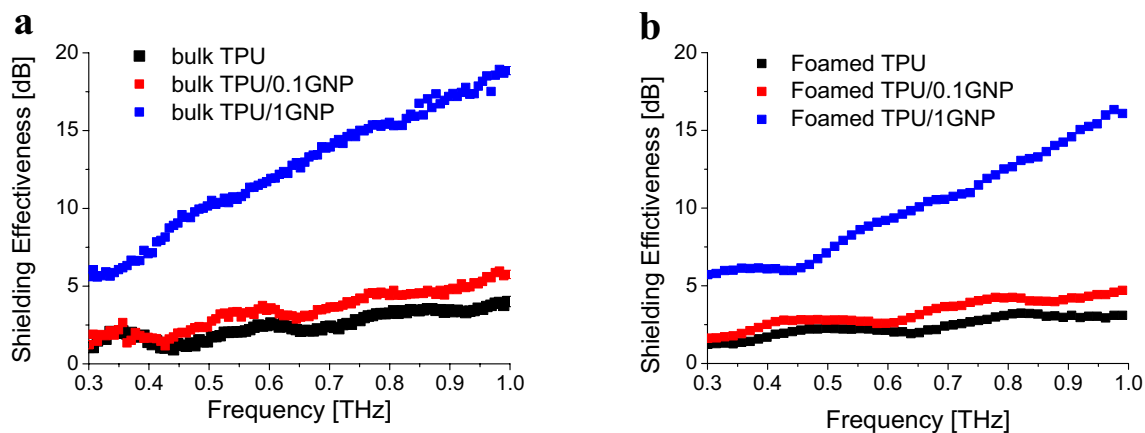 a
Shielding Effectiveness [dB]
20
15
10
5
0
bulk TPU
bulk TPU/0.1GNP
bulk TPU/1GNP
0.3 0.4 0.5 0.6 0.7 0.8 0.9 1.0
Frequency [THz]
b
Shielding Effictiveness [dB]
20
15
10
5
0
Foamed TPU
Foamed TPU/0.1GNP
Foamed TPU/1GNP
0.3 0.4 0.5 0.6 0.7 0.8 0.9 1.0
Frequency [THz]